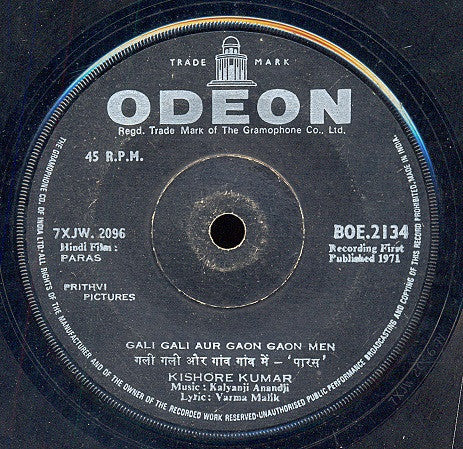 TRADE MARK
ODEON
Regd. Trade Mark of The Gramophone Co., Ltd.
45 R.P.M.
7XJW. 2096
Hindi Film :
PARAS
PRITHVI
PICTURES
BOE.2134
Recording First
Published 1971
GALI GALI AUR GAON GAON MEN
गली गली और गांव गांव में - 'पारस'
KISHORE KUMAR
Music : Kalyanji Anandji
Lyric : Varma Malik
THE GRAMOPHONE CO. OF INDIA LTD-ALL RIGHTS OF THE MANUFACTURER AND OF THE OWNER OF THE RECORDED WORK RESERVED-UNAUTHORISED PUBLIC PERFORMANCE BROADCASTING AND COPYING OF THIS RECORD PROHIBITED. MADE IN INDIA.